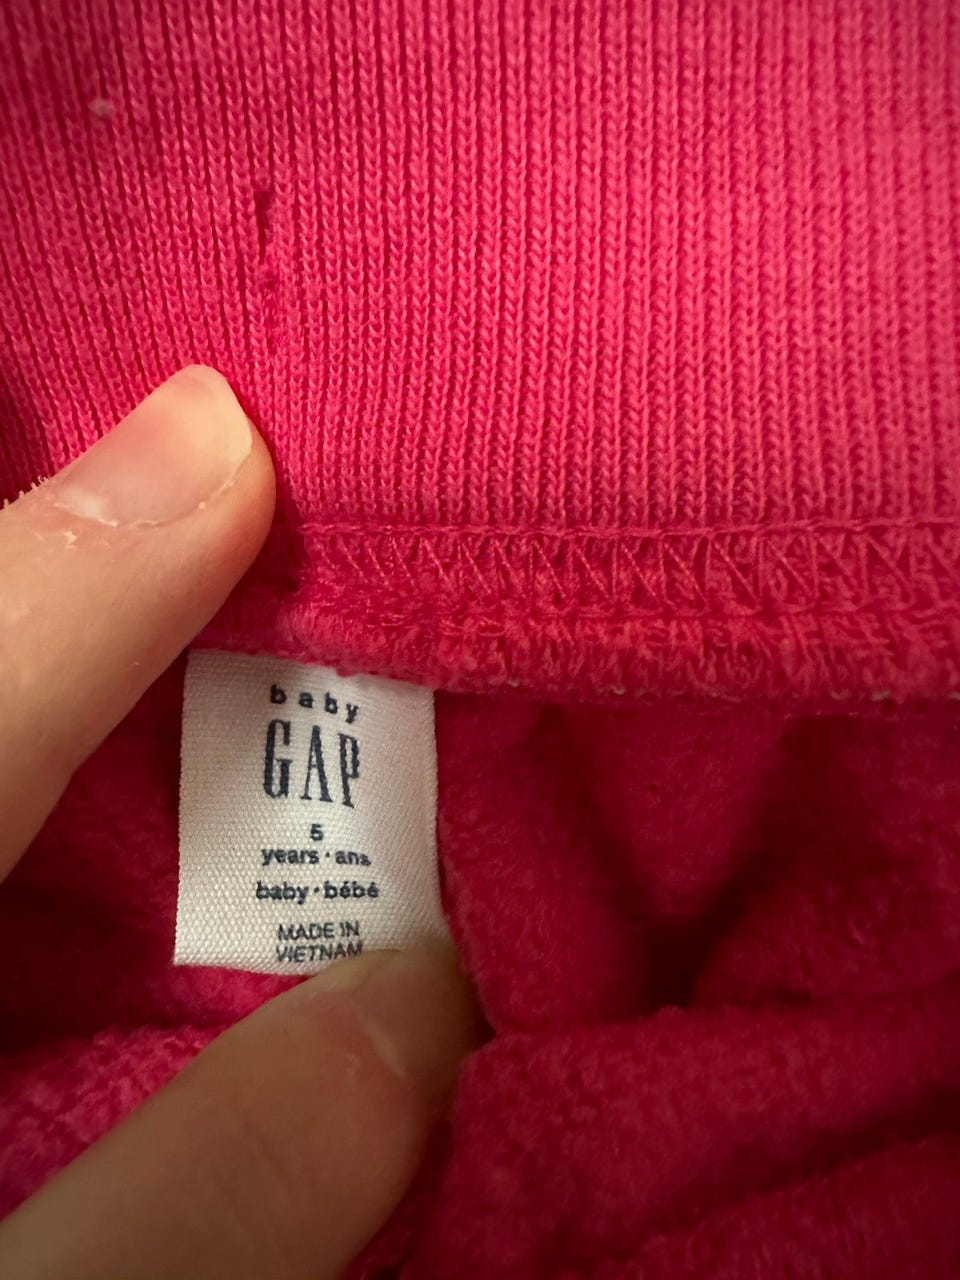 baby
GAP
5
years · ans
baby · bébé
MADE IN
VIETNAM